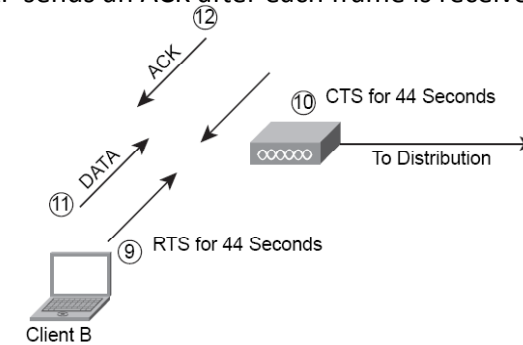 sends an ACK after each frame is receive
12
ACK
10 CTS for 44 Seconds
To Distribution
DATA
11
9 RTS for 44 Seconds
Client B